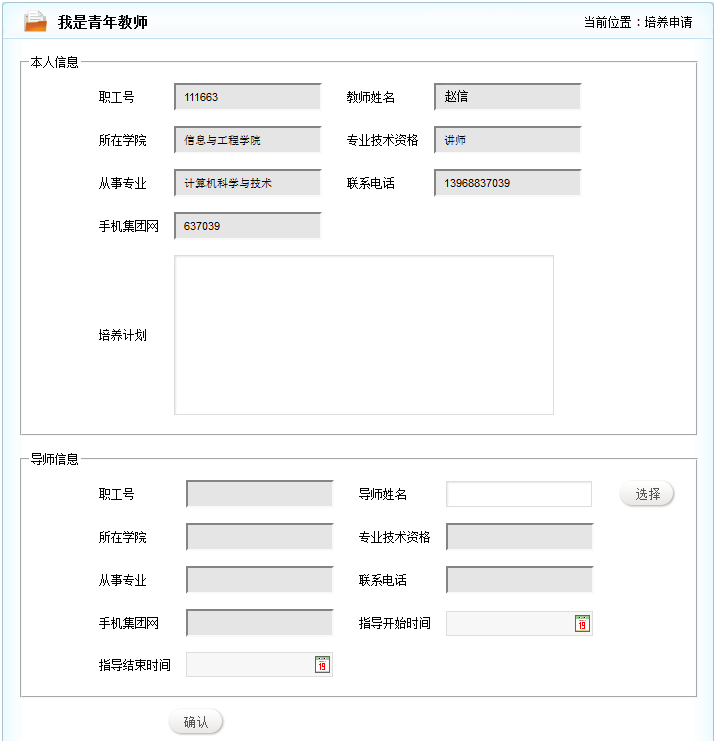 我是青年教师 当前位置：培养申请
本人信息
职工号 111663 教师姓名 赵信
所在学院 信息与工程学院 专业技术资格 讲师
从事专业 计算机科学与技术 联系电话 13968837039
手机集团网 637039
培养计划
导师信息
职工号 导师姓名 选择
所在学院 专业技术资格
从事专业 联系电话
手机集团网 指导开始时间 19
指导结束时间 19
确认